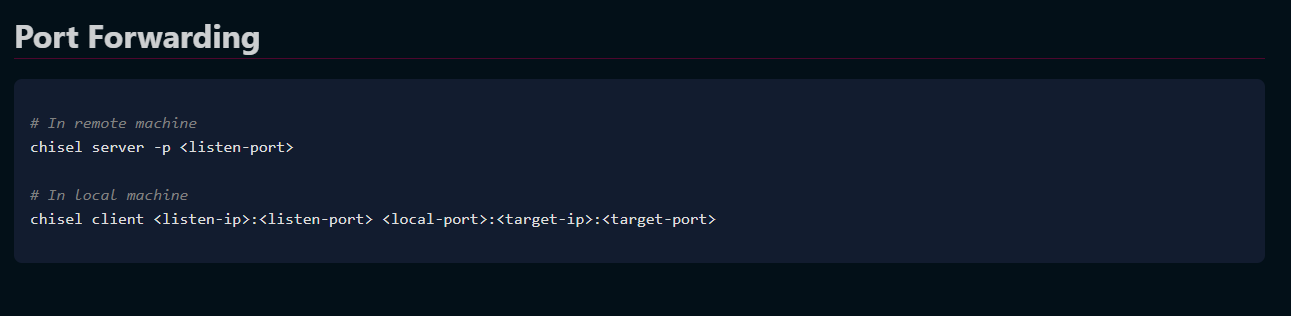 Port Forwarding
# In remote machine
chisel server -p <listen-port>
# In local machine
chisel client <listen-ip>:<listen-port> <local-port>:<target-ip>:<target-port>